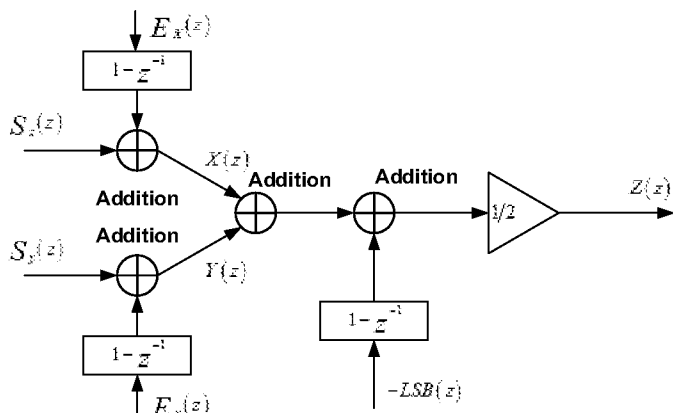 E_X(z)
1 - z^{-1}
S_x(z)
X(z)
Addition
Addition
Addition
Addition
1/2
Z(z)
S_y(z)
Y(z)
1 - z^{-1}
1 - z^{-1}
-LSB(z)